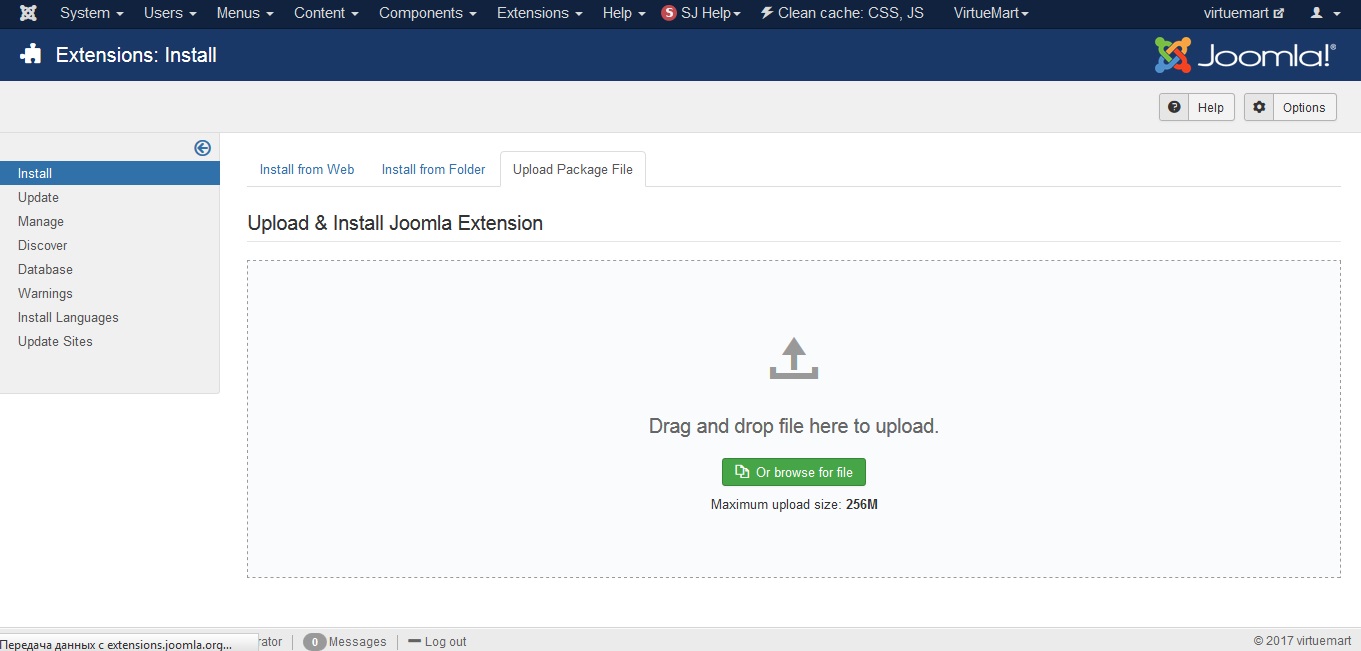 System Users Menus Content Components Extensions Help S SJ Help Clean cache: CSS, JS VirtueMart virtuemart
Extensions: Install Joomla!®
Help Options
Install from Web Install from Folder Upload Package File
Install
Update
Manage
Discover
Database
Warnings
Install Languages
Update Sites
Upload & Install Joomla Extension
Drag and drop file here to upload.
Or browse for file
Maximum upload size: 256M
Передача данных с extensions.joomla.org... rator 0 Messages Log out © 2017 virtuemart